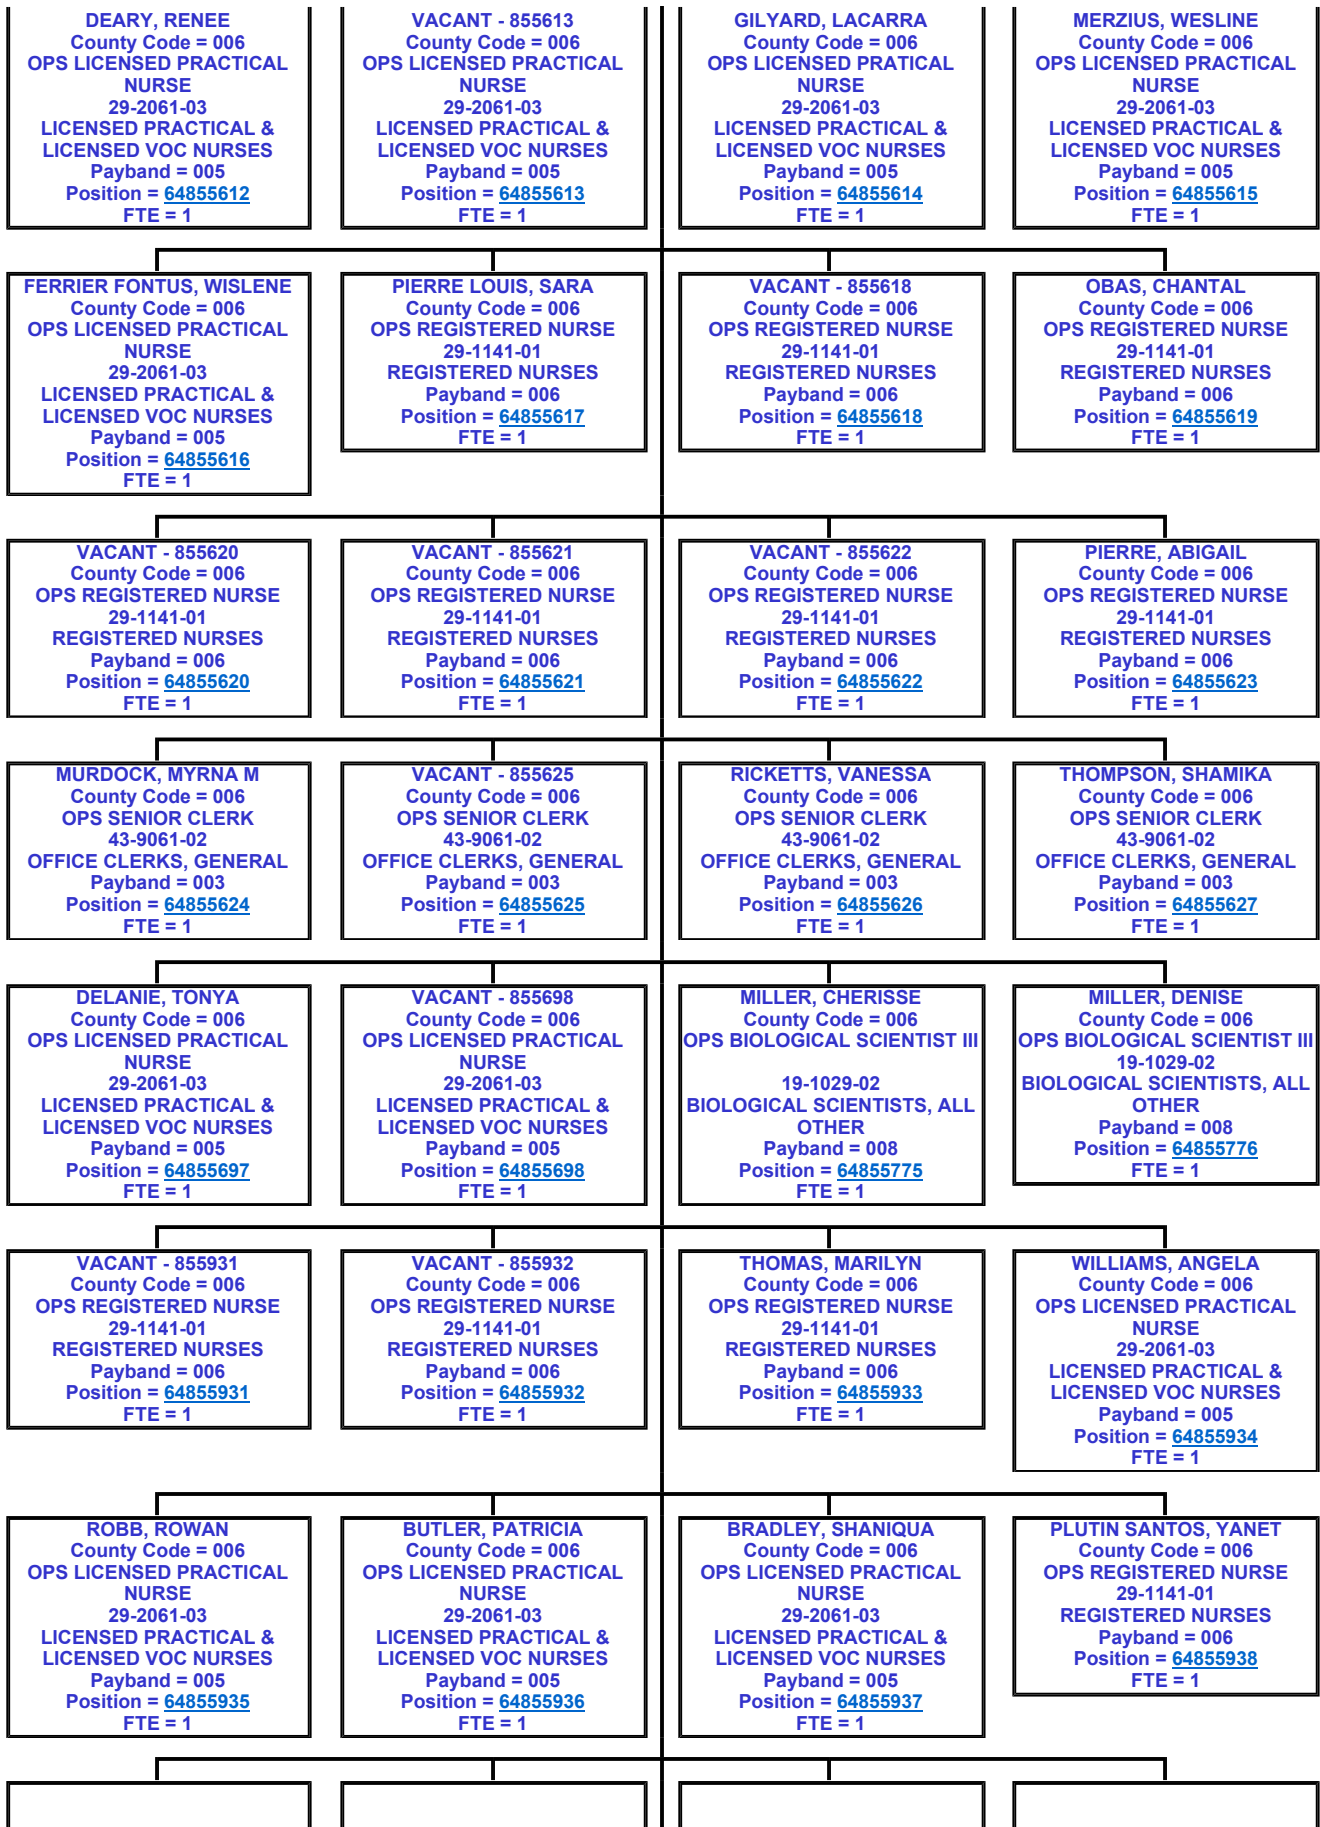 DEARY, RENEE
County Code = 006
OPS LICENSED PRACTICAL
NURSE
29-2061-03
LICENSED PRACTICAL &
LICENSED VOC NURSES
Payband = 005
Position = 64855612
FTE = 1
VACANT - 855613
County Code = 006
OPS LICENSED PRACTICAL
NURSE
29-2061-03
LICENSED PRACTICAL &
LICENSED VOC NURSES
Payband = 005
Position = 64855613
FTE = 1
GILYARD, LACARRA
County Code = 006
OPS LICENSED PRATICAL
NURSE
29-2061-03
LICENSED PRACTICAL &
LICENSED VOC NURSES
Payband = 005
Position = 64855614
FTE = 1
MERZIUS, WESLINE
County Code = 006
OPS LICENSED PRACTICAL
NURSE
29-2061-03
LICENSED PRACTICAL &
LICENSED VOC NURSES
Payband = 005
Position = 64855615
FTE = 1
FERRIER FONTUS, WISLENE
County Code = 006
OPS LICENSED PRACTICAL
NURSE
29-2061-03
LICENSED PRACTICAL &
LICENSED VOC NURSES
Payband = 005
Position = 64855616
FTE = 1
PIERRE LOUIS, SARA
County Code = 006
OPS REGISTERED NURSE
29-1141-01
REGISTERED NURSES
Payband = 006
Position = 64855617
FTE = 1
VACANT - 855618
County Code = 006
OPS REGISTERED NURSE
29-1141-01
REGISTERED NURSES
Payband = 006
Position = 64855618
FTE = 1
OBAS, CHANTAL
County Code = 006
OPS REGISTERED NURSE
29-1141-01
REGISTERED NURSES
Payband = 006
Position = 64855619
FTE = 1
VACANT - 855620
County Code = 006
OPS REGISTERED NURSE
29-1141-01
REGISTERED NURSES
Payband = 006
Position = 64855620
FTE = 1
VACANT - 855621
County Code = 006
OPS REGISTERED NURSE
29-1141-01
REGISTERED NURSES
Payband = 006
Position = 64855621
FTE = 1
VACANT - 855622
County Code = 006
OPS REGISTERED NURSE
29-1141-01
REGISTERED NURSES
Payband = 006
Position = 64855622
FTE = 1
PIERRE, ABIGAIL
County Code = 006
OPS REGISTERED NURSE
29-1141-01
REGISTERED NURSES
Payband = 006
Position = 64855623
FTE = 1
MURDOCK, MYRNA M
County Code = 006
OPS SENIOR CLERK
43-9061-02
OFFICE CLERKS, GENERAL
Payband = 003
Position = 64855624
FTE = 1
VACANT - 855625
County Code = 006
OPS SENIOR CLERK
43-9061-02
OFFICE CLERKS, GENERAL
Payband = 003
Position = 64855625
FTE = 1
RICKETTS, VANESSA
County Code = 006
OPS SENIOR CLERK
43-9061-02
OFFICE CLERKS, GENERAL
Payband = 003
Position = 64855626
FTE = 1
THOMPSON, SHAMIKA
County Code = 006
OPS SENIOR CLERK
43-9061-02
OFFICE CLERKS, GENERAL
Payband = 003
Position = 64855627
FTE = 1
DELANIE, TONYA
County Code = 006
OPS LICENSED PRACTICAL
NURSE
29-2061-03
LICENSED PRACTICAL &
LICENSED VOC NURSES
Payband = 005
Position = 64855697
FTE = 1
VACANT - 855698
County Code = 006
OPS LICENSED PRACTICAL
NURSE
29-2061-03
LICENSED PRACTICAL &
LICENSED VOC NURSES
Payband = 005
Position = 64855698
FTE = 1
MILLER, CHERISSE
County Code = 006
OPS BIOLOGICAL SCIENTIST III
19-1029-02
BIOLOGICAL SCIENTISTS, ALL
OTHER
Payband = 008
Position = 64855775
FTE = 1
MILLER, DENISE
County Code = 006
OPS BIOLOGICAL SCIENTIST III
19-1029-02
BIOLOGICAL SCIENTISTS, ALL
OTHER
Payband = 008
Position = 64855776
FTE = 1
VACANT - 855931
County Code = 006
OPS REGISTERED NURSE
29-1141-01
REGISTERED NURSES
Payband = 006
Position = 64855931
FTE = 1
VACANT - 855932
County Code = 006
OPS REGISTERED NURSE
29-1141-01
REGISTERED NURSES
Payband = 006
Position = 64855932
FTE = 1
THOMAS, MARILYN
County Code = 006
OPS REGISTERED NURSE
29-1141-01
REGISTERED NURSES
Payband = 006
Position = 64855933
FTE = 1
WILLIAMS, ANGELA
County Code = 006
OPS LICENSED PRACTICAL
NURSE
29-2061-03
LICENSED PRACTICAL &
LICENSED VOC NURSES
Payband = 005
Position = 64855934
FTE = 1
ROBB, ROWAN
County Code = 006
OPS LICENSED PRACTICAL
NURSE
29-2061-03
LICENSED PRACTICAL &
LICENSED VOC NURSES
Payband = 005
Position = 64855935
FTE = 1
BUTLER, PATRICIA
County Code = 006
OPS LICENSED PRACTICAL
NURSE
29-2061-03
LICENSED PRACTICAL &
LICENSED VOC NURSES
Payband = 005
Position = 64855936
FTE = 1
BRADLEY, SHANIQUA
County Code = 006
OPS LICENSED PRACTICAL
NURSE
29-2061-03
LICENSED PRACTICAL &
LICENSED VOC NURSES
Payband = 005
Position = 64855937
FTE = 1
PLUTIN SANTOS, YANET
County Code = 006
OPS REGISTERED NURSE
29-1141-01
REGISTERED NURSES
Payband = 006
Position = 64855938
FTE = 1